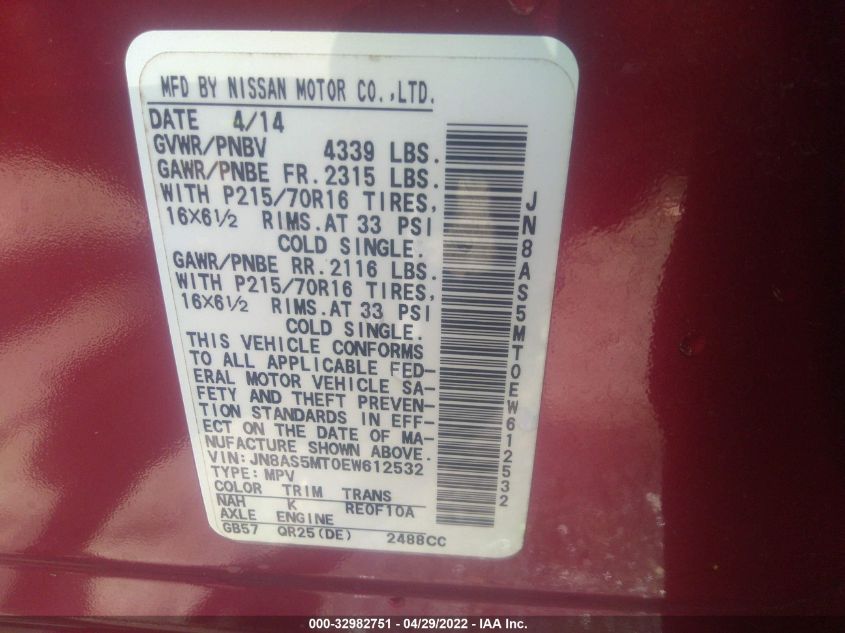 MFD BY NISSAN MOTOR CO.,LTD.
DATE 4/14
GVWR/PNBV 4339 LBS.
GAWR/PNBE FR.2315 LBS.
WITH P215/70R16 TIRES,
16X6½ RIMS.AT 33 PSI
COLD SINGLE.
GAWR/PNBE RR.2116 LBS.
WITH P215/70R16 TIRES,
16X6½ RIMS.AT 33 PSI
COLD SINGLE.
THIS VEHICLE CONFORMS
TO ALL APPLICABLE FED-
ERAL MOTOR VEHICLE SA-
FETY AND THEFT PREVEN-
TION STANDARDS IN EFF-
ECT ON THE DATE OF MA-
NUFACTURE SHOWN ABOVE.
VIN:JN8AS5MT0EW612532
TYPE:MPV
COLOR TRIM TRANS
NAH K RE0F10A
AXLE ENGINE
GB57 QR25(DE) 2488CC
JN8AS5MT0EW612532
000-32982751 - 04/29/2022 - IAA Inc.